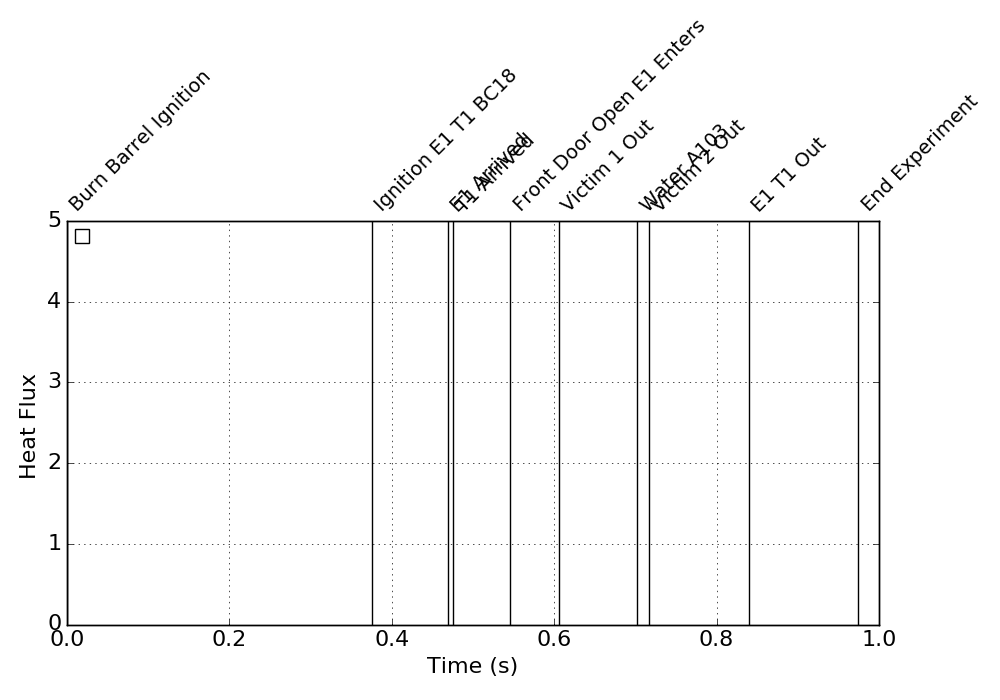 Burn Barrel Ignition
Ignition E1 T1 BC18
E1 Arrived
T1 Arrived
Front Door Open E1 Enters
Victim 1 Out
Water A103
Victim 2 Out
E1 T1 Out
End Experiment
5
4
3
2
1
0
Heat Flux
0.0 0.2 0.4 0.6 0.8 1.0
Time (s)